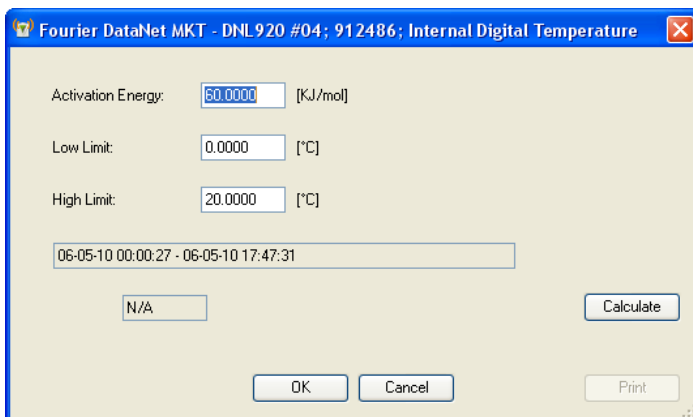 Fourier DataNet MKT - DNL920 #04; 912486; Internal Digital Temperature
Activation Energy: 60.0000 [KJ/mol]
Low Limit: 0.0000 [°C]
High Limit: 20.0000 [°C]
06-05-10 00:00:27 - 06-05-10 17:47:31
N/A Calculate
OK Cancel Print